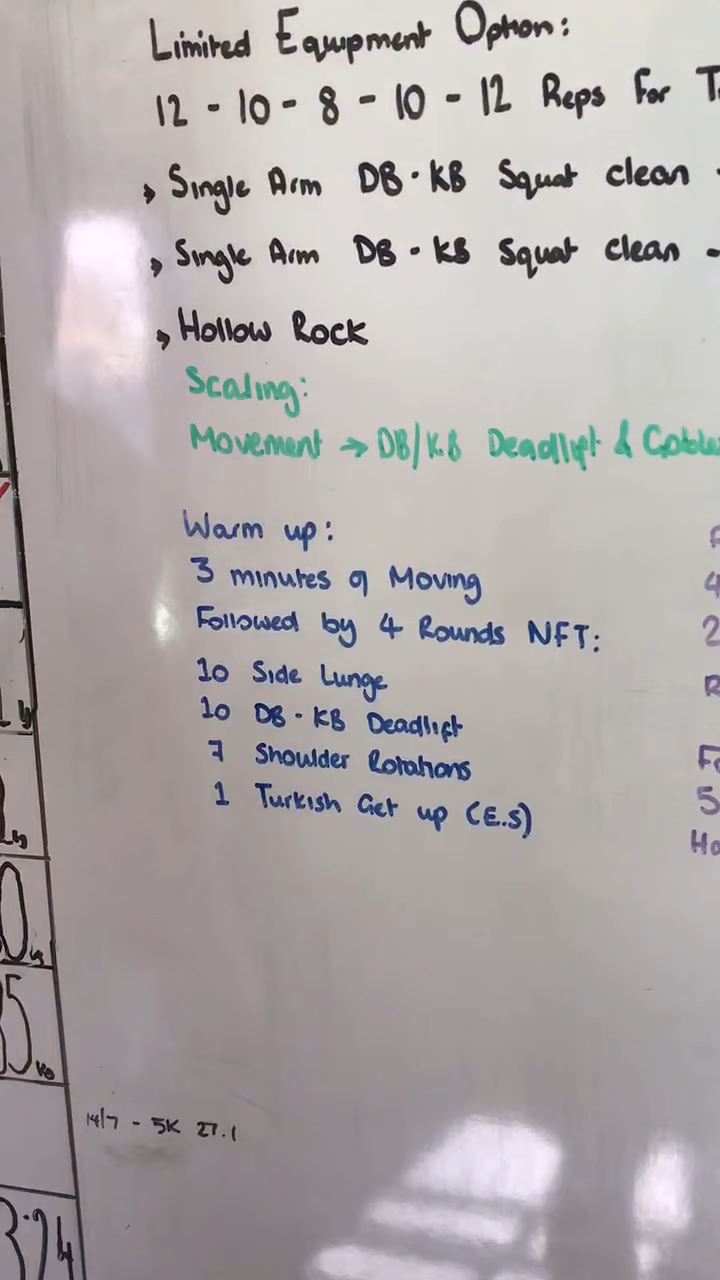 Limited Equipment Option:
12 - 10 - 8 - 10 - 12 Reps For
Single Arm DB · KB Squat clean
Single Arm DB · KB Squat clean -
Hollow Rock
Scaling:
Movement → DB/KB Deadlift &
Warm up:
3 minutes of Moving
Followed by 4 Rounds NFT:
10 Side Lunge
10 DB · KB Deadlift
7 Shoulder Rotations
1 Turkish Get up (E.S)
14/7 - 5K 27.1